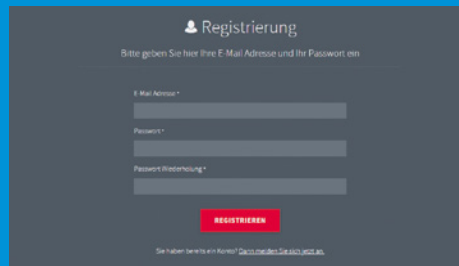 Registrierung
Bitte geben Sie hier Ihre E-Mail Adresse und Ihr Passwort ein
E-Mail Adresse *
Passwort *
Passwort Wiederholung *
REGISTRIEREN
Sie haben bereits ein Konto? Dann melden Sie sich jetzt an.